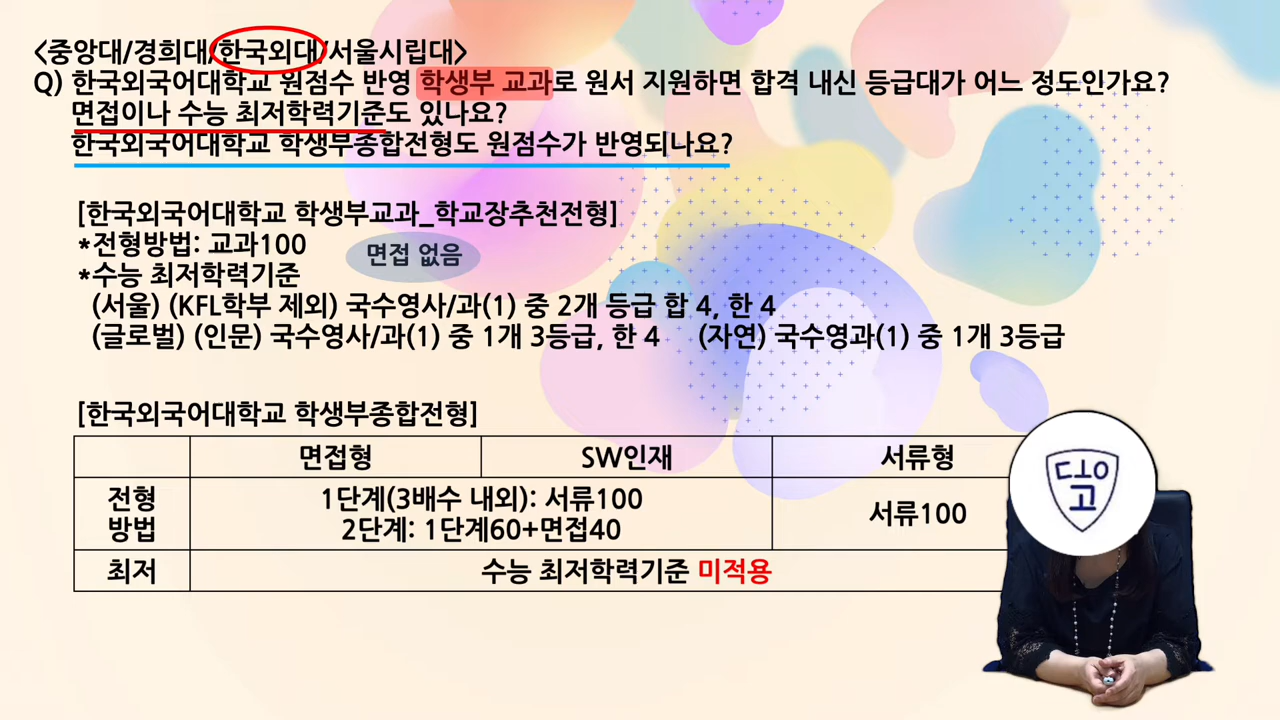 <중앙대/경희대/한국외대/서울시립대>
Q) 한국외국어대학교 원점수 반영 학생부 교과로 원서 지원하면 합격 내신 등급대가 어느 정도인가요?
면접이나 수능 최저학력기준도 있나요?
한국외국어대학교 학생부종합전형도 원점수가 반영되나요?
[한국외국어대학교 학생부교과_학교장추천전형]
*전형방법: 교과100
면접 없음
*수능 최저학력기준
(서울) (KFL학부 제외) 국수영사/과(1) 중 2개 등급 합 4, 한 4
(글로벌) (인문) 국수영사/과(1) 중 1개 3등급, 한 4 (자연) 국수영과(1) 중 1개 3등급
[한국외국어대학교 학생부종합전형]
면접형 SW인재 서류형
전형 방법
1단계(3배수 내외): 서류100
2단계: 1단계60+면접40
서류100
최저 수능 최저학력기준 미적용